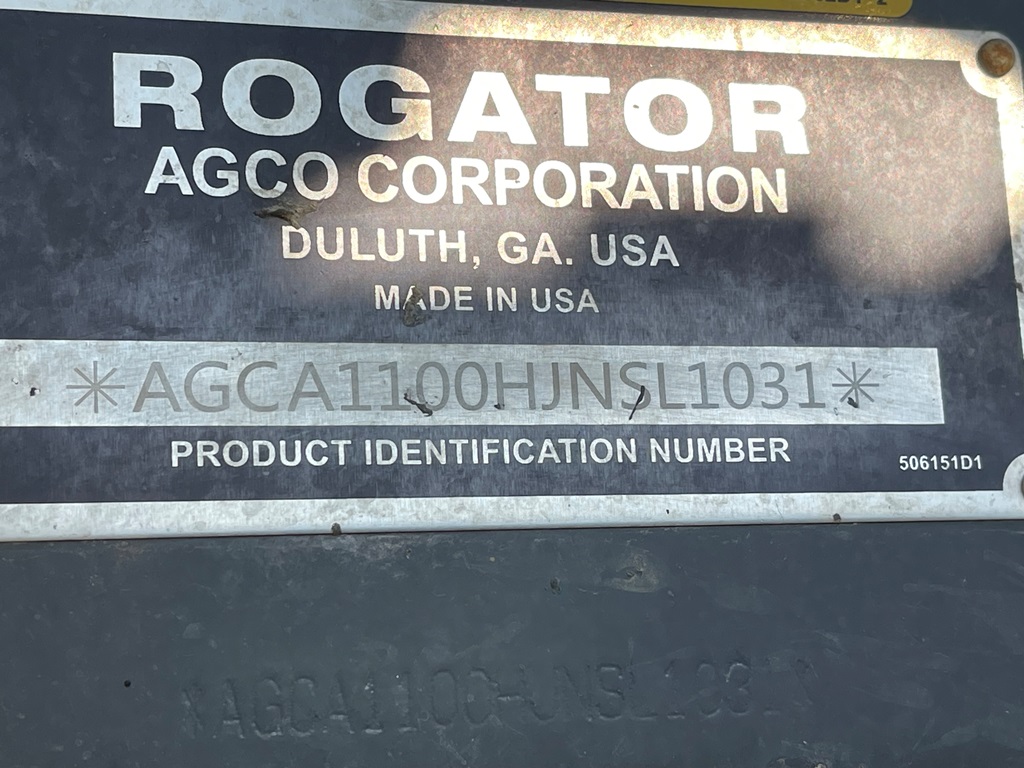 ROGATOR
AGCO CORPORATION
DULUTH, GA. USA
MADE IN USA
*AGCA1100HJNSL1031*
PRODUCT IDENTIFICATION NUMBER
506151D1